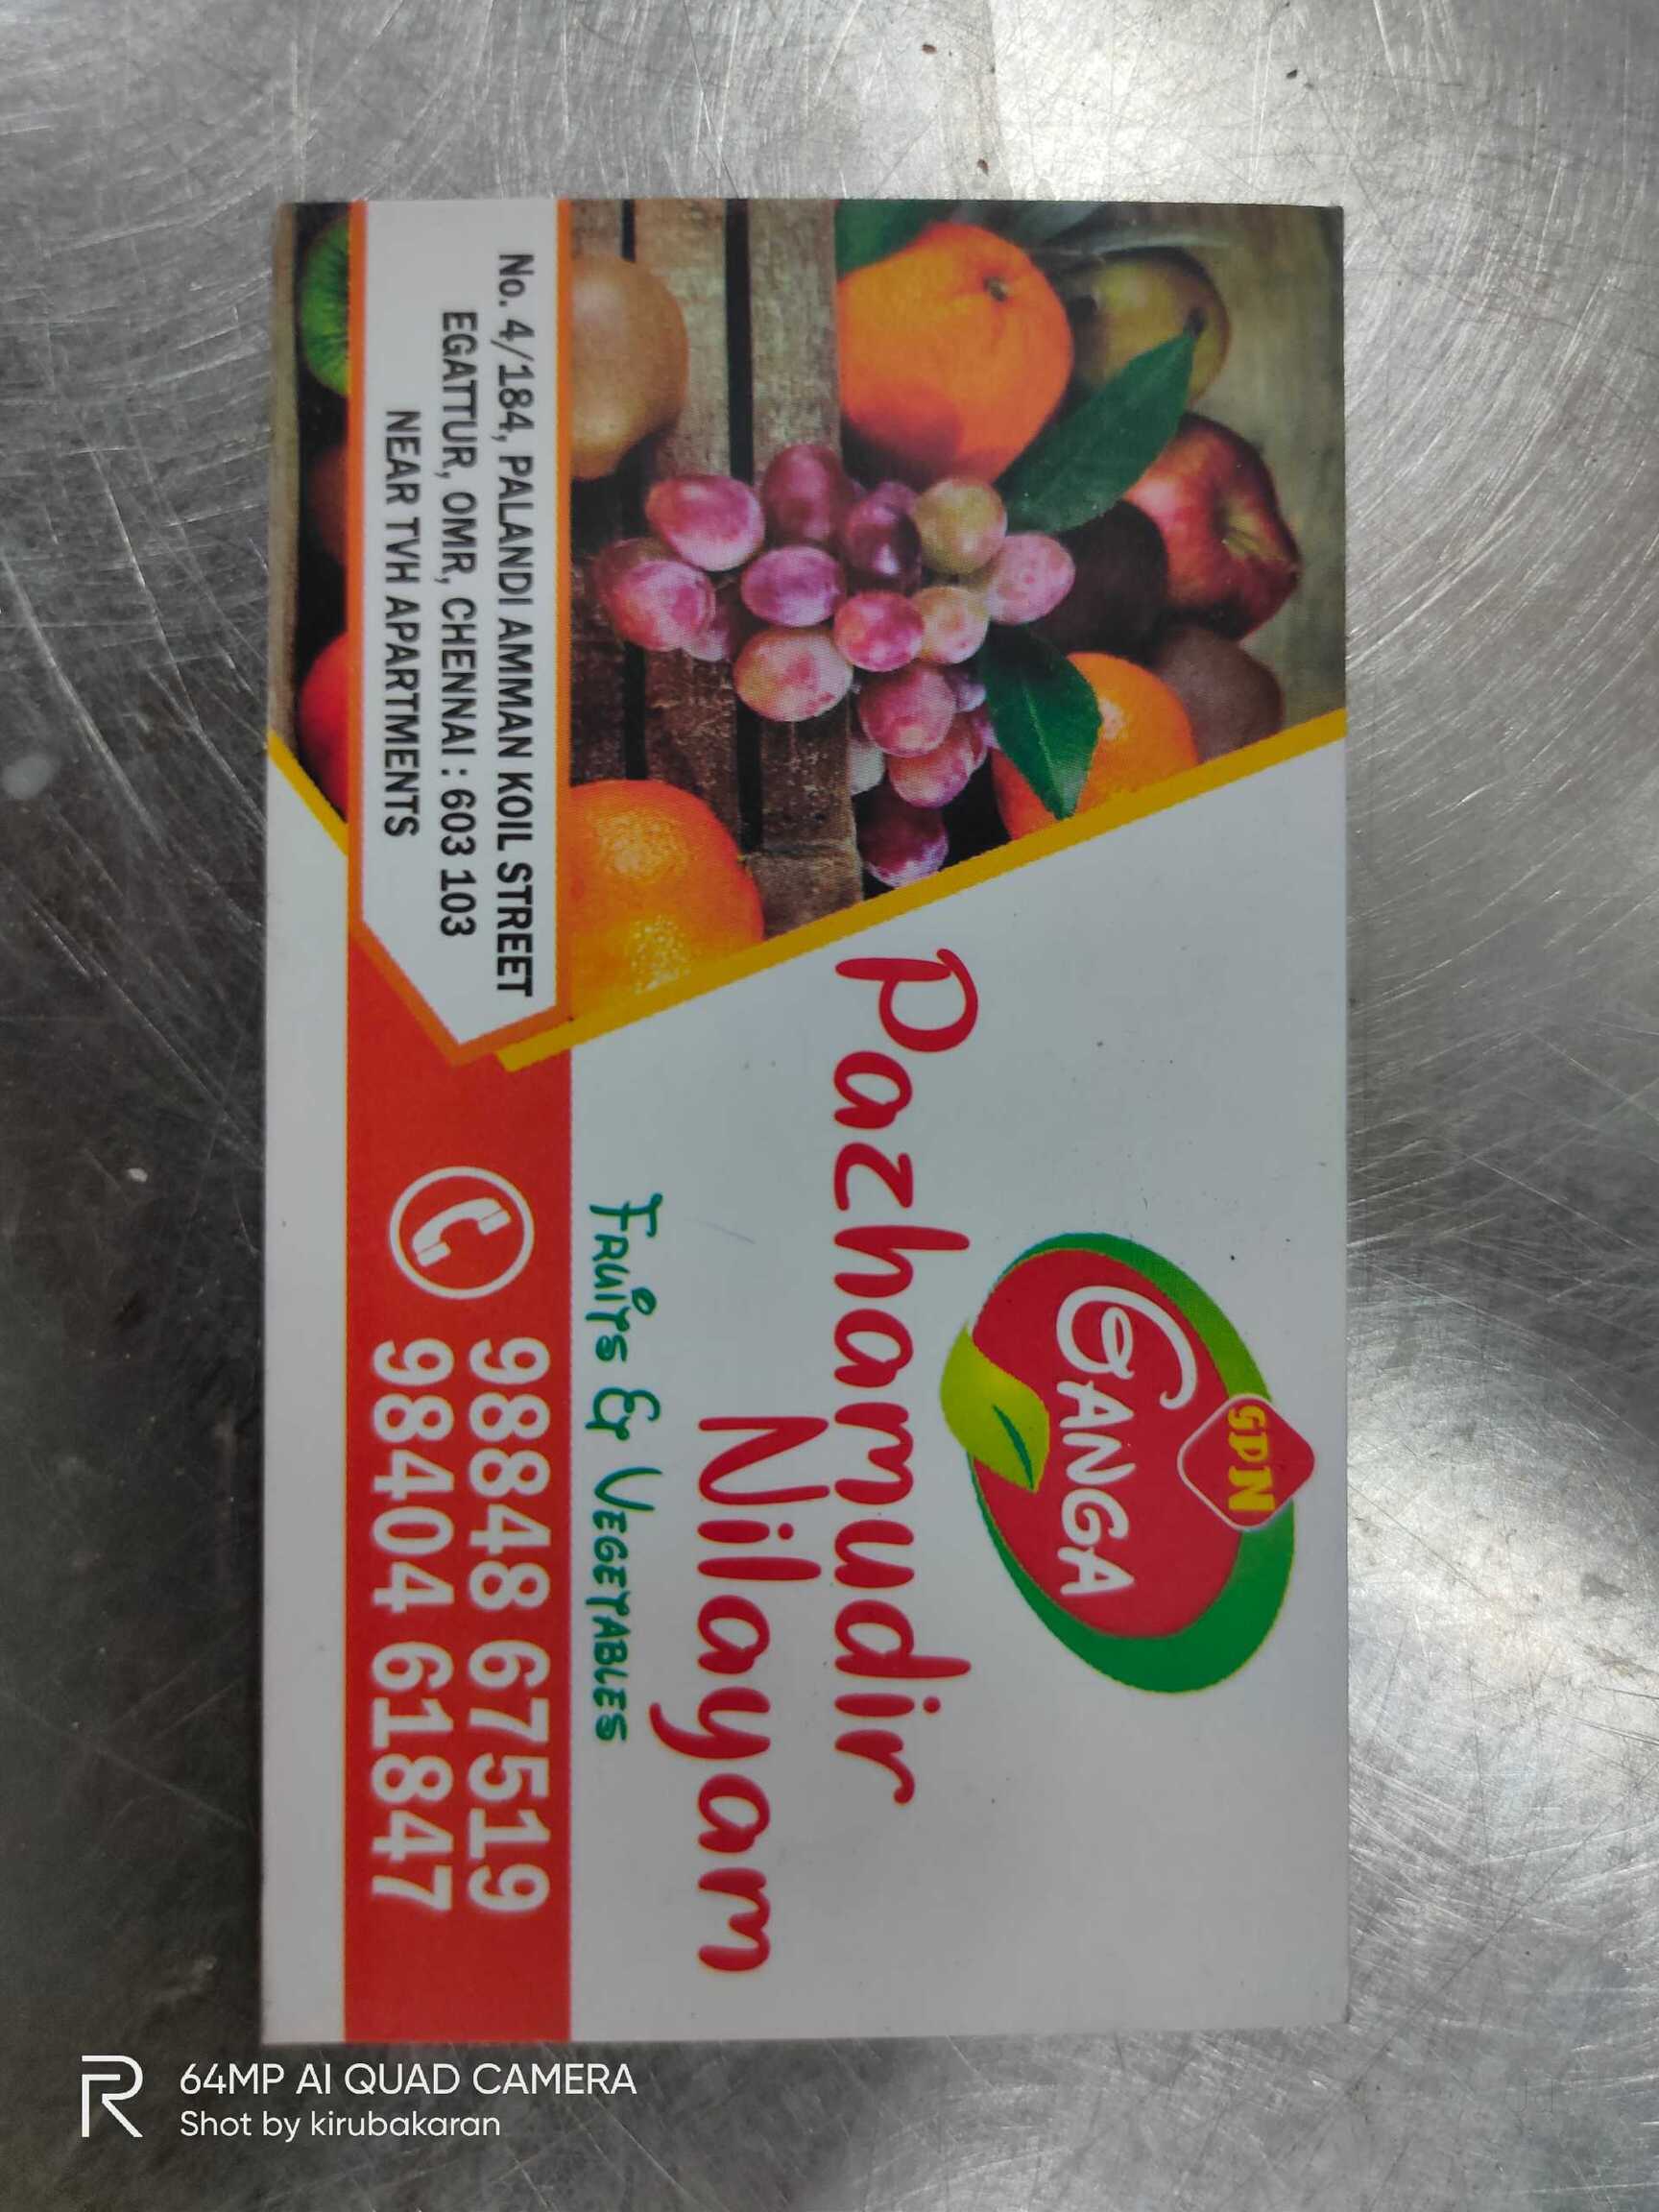 GPN
GANGA
Pazhamudir
Nilayam
FRUITS & VEGETABLES
No. 4/184, PALANDI AMMAN KOIL STREET
EGATTUR, OMR, CHENNAI : 603 103
NEAR TVH APARTMENTS
98848 67519
98404 61847
64MP AI QUAD CAMERA
Shot by kirubakaran